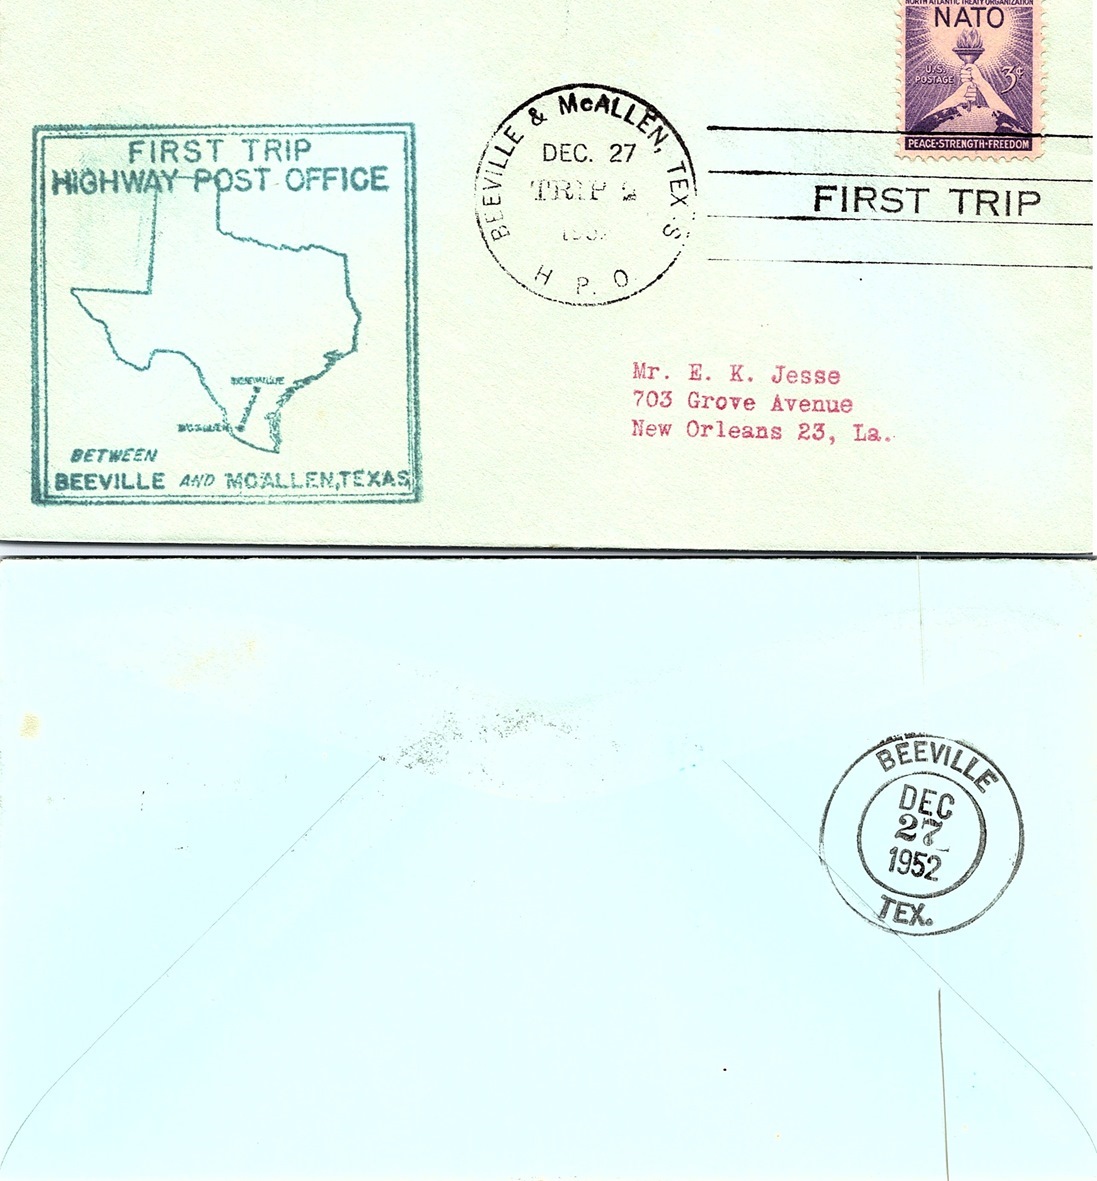 NORTH ATLANTIC TREATY ORGANIZATION
NATO
U.S. POSTAGE
3¢
PEACE·STRENGTH·FREEDOM
FIRST TRIP
HIGHWAY POST OFFICE
BEEVILLE
McALLEN
BETWEEN
BEEVILLE AND McALLEN, TEXAS
BEEVILLE & McALLEN, TEXAS
DEC. 27
TRIP 2
H. P. O.
FIRST TRIP
Mr. E. K. Jesse
703 Grove Avenue
New Orleans 23, La.
BEEVILLE
DEC
27
1952
TEX.